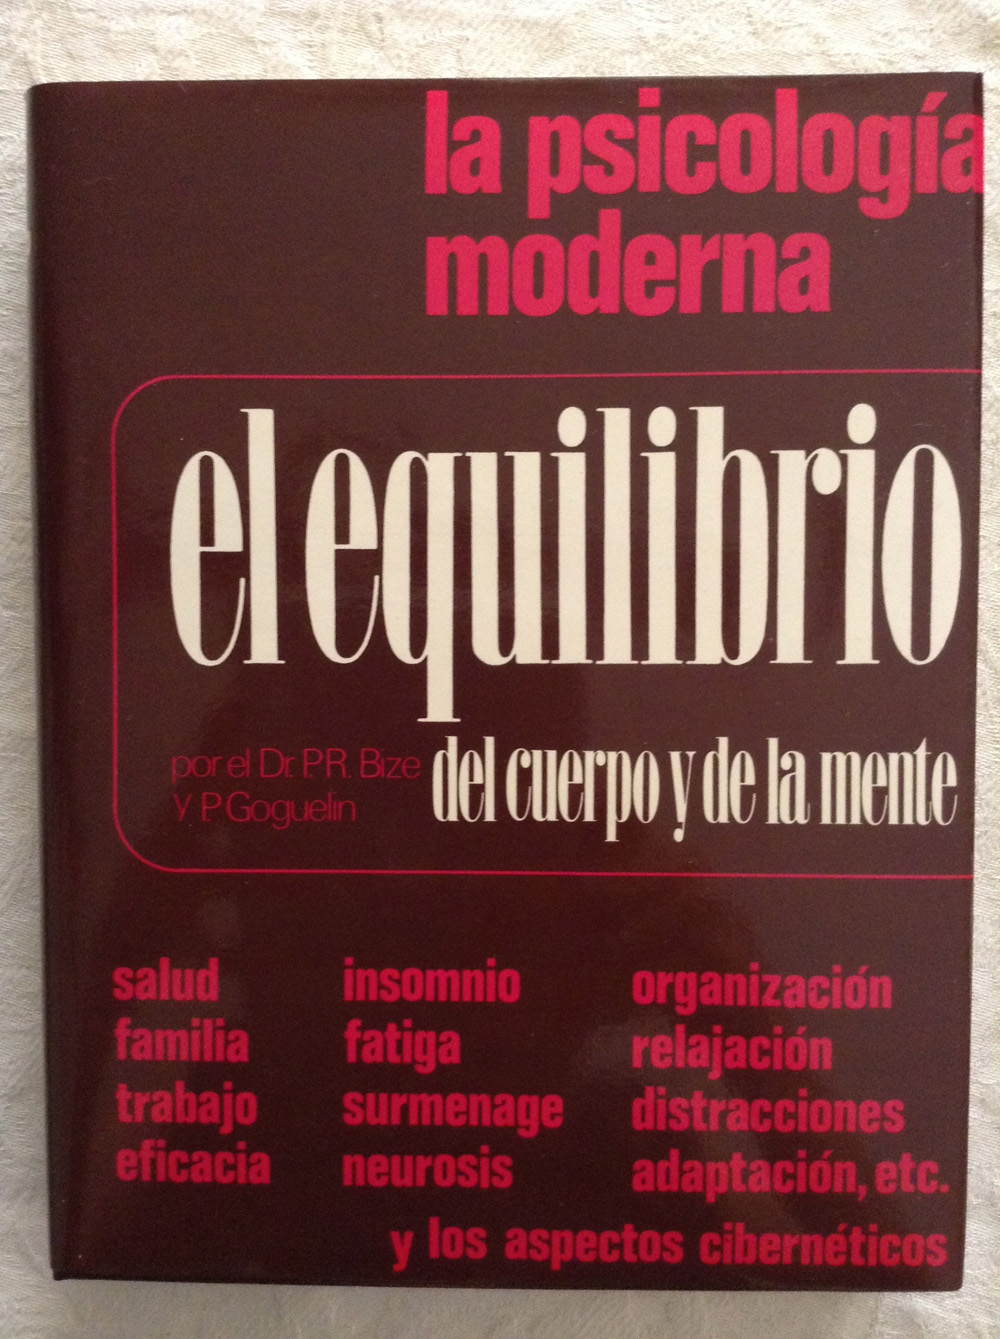 la psicología
moderna
el equilibrio
del cuerpo y de la mente
por el Dr. P.R. Bize
Y P. Goguelin
salud
familia
trabajo
eficacia
insomnio
fatiga
surmenage
neurosis
organización
relajación
distracciones
adaptación, etc.
y los aspectos cibernéticos